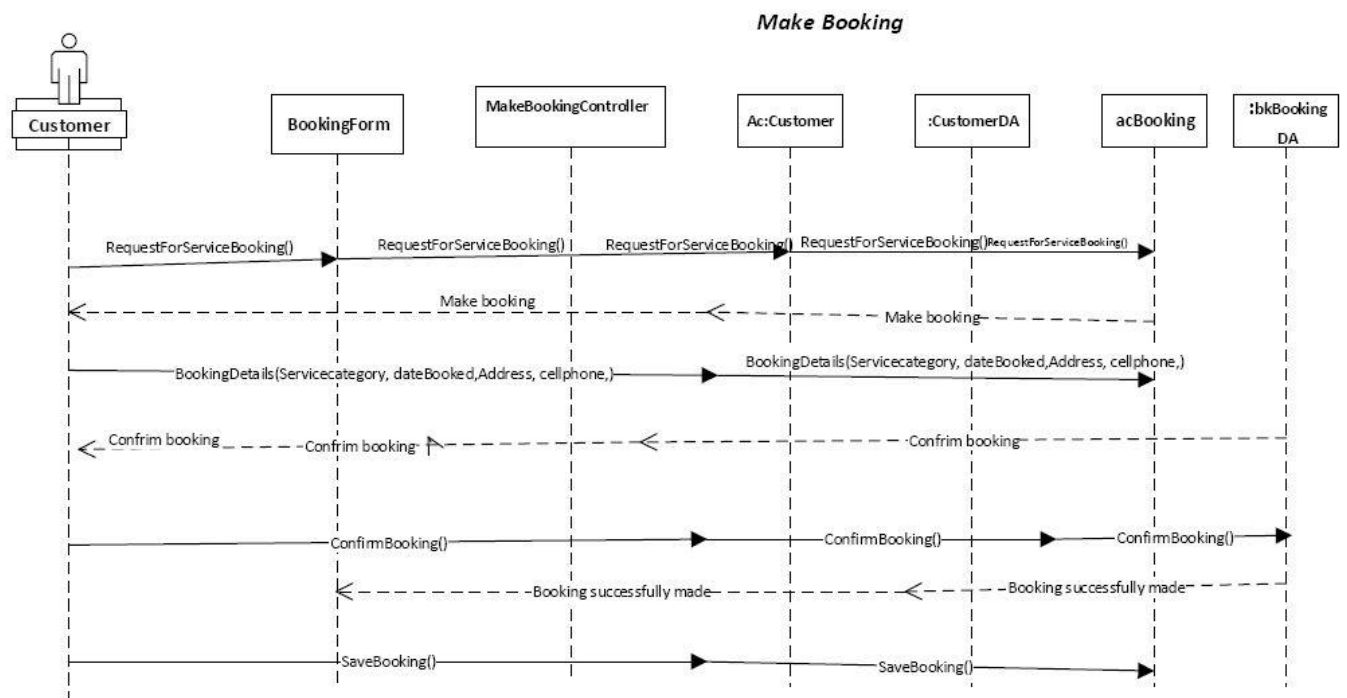 Make Booking
Customer
BookingForm
MakeBookingController
Ac:Customer
:CustomerDA
acBooking
:bkBooking
DA
RequestForServiceBooking()
RequestForServiceBooking()
RequestForServiceBooking()
RequestForServiceBooking()
RequestForServiceBooking()
Make booking
Make booking
BookingDetails(Servicecategory, dateBooked,Address, cellphone,)
BookingDetails(Servicecategory, dateBooked,Address, cellphone,)
Confrim booking
Confrim booking
Confrim booking
ConfirmBooking()
ConfirmBooking()
ConfirmBooking()
Booking successfully made
Booking successfully made
SaveBooking()
SaveBooking()